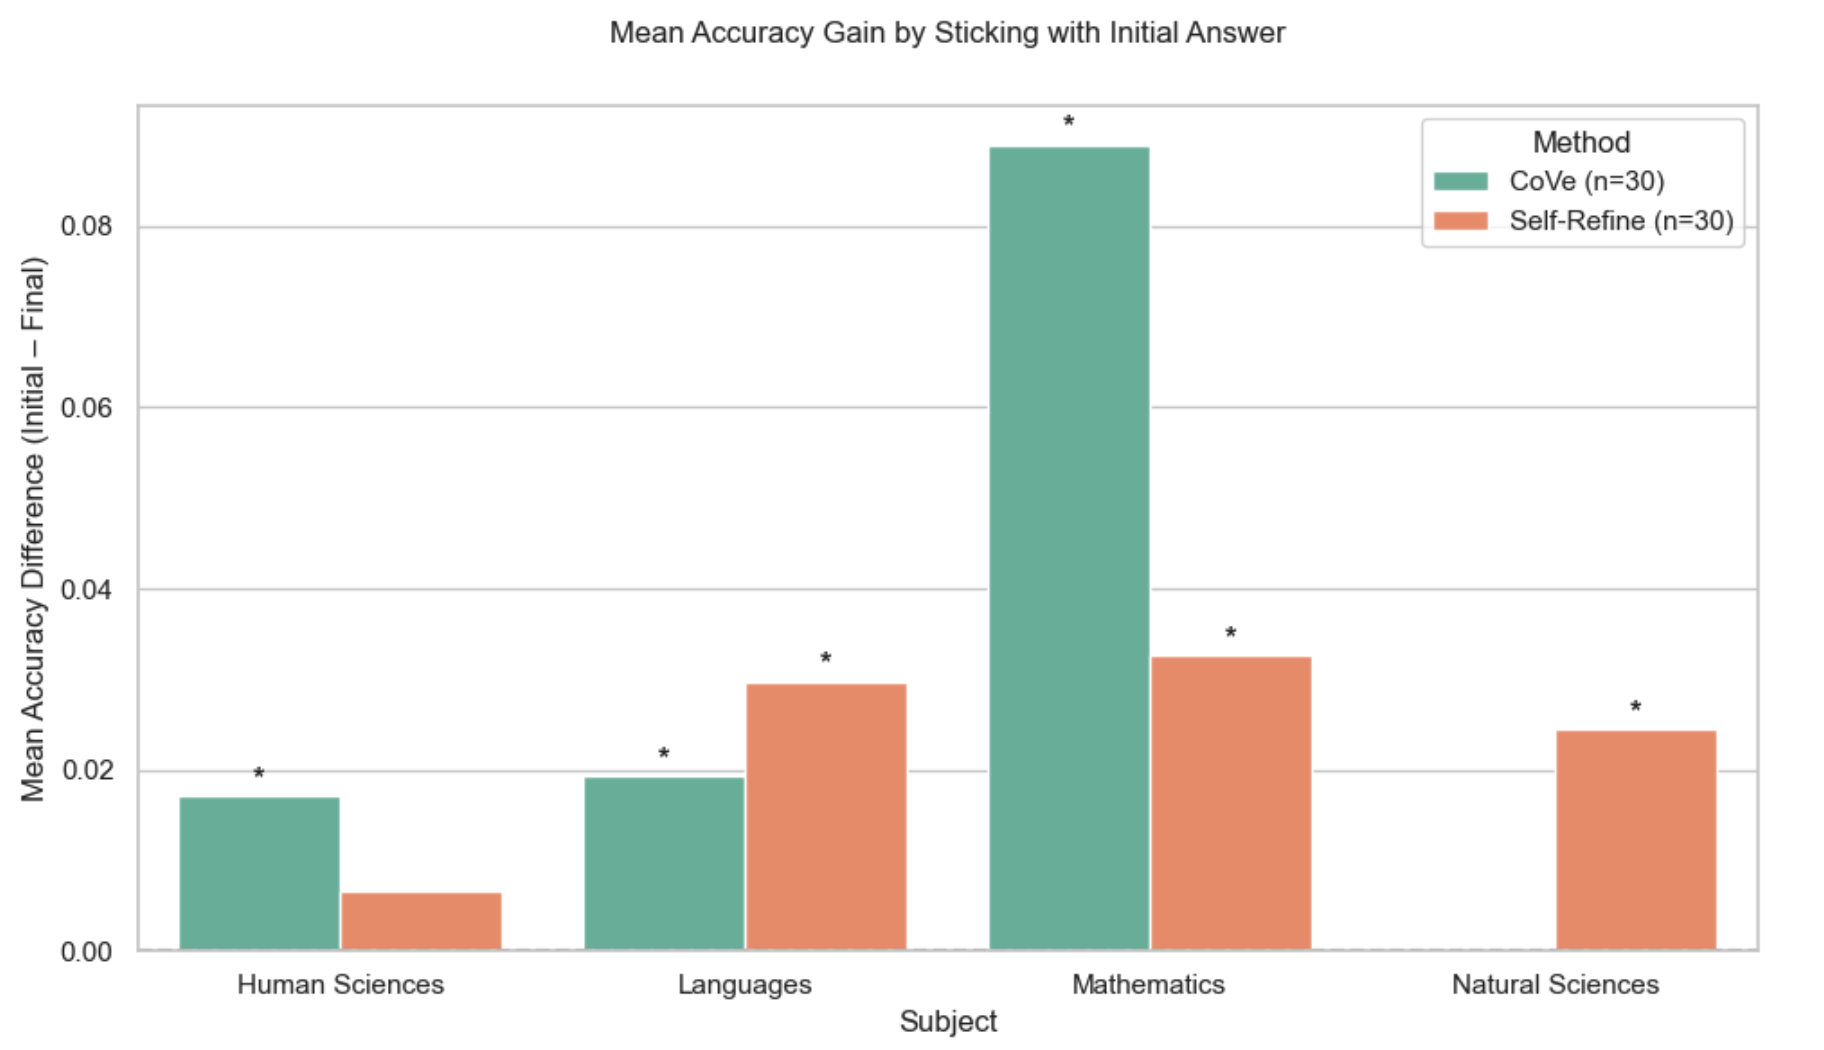 Mean Accuracy Gain by Sticking with Initial Answer
Mean Accuracy Difference (Initial – Final)
0.08
0.06
0.04
0.02
0.00
*
*
*
*
*
*
Method
CoVe (n=30)
Self-Refine (n=30)
Human Sciences
Languages
Mathematics
Natural Sciences
Subject